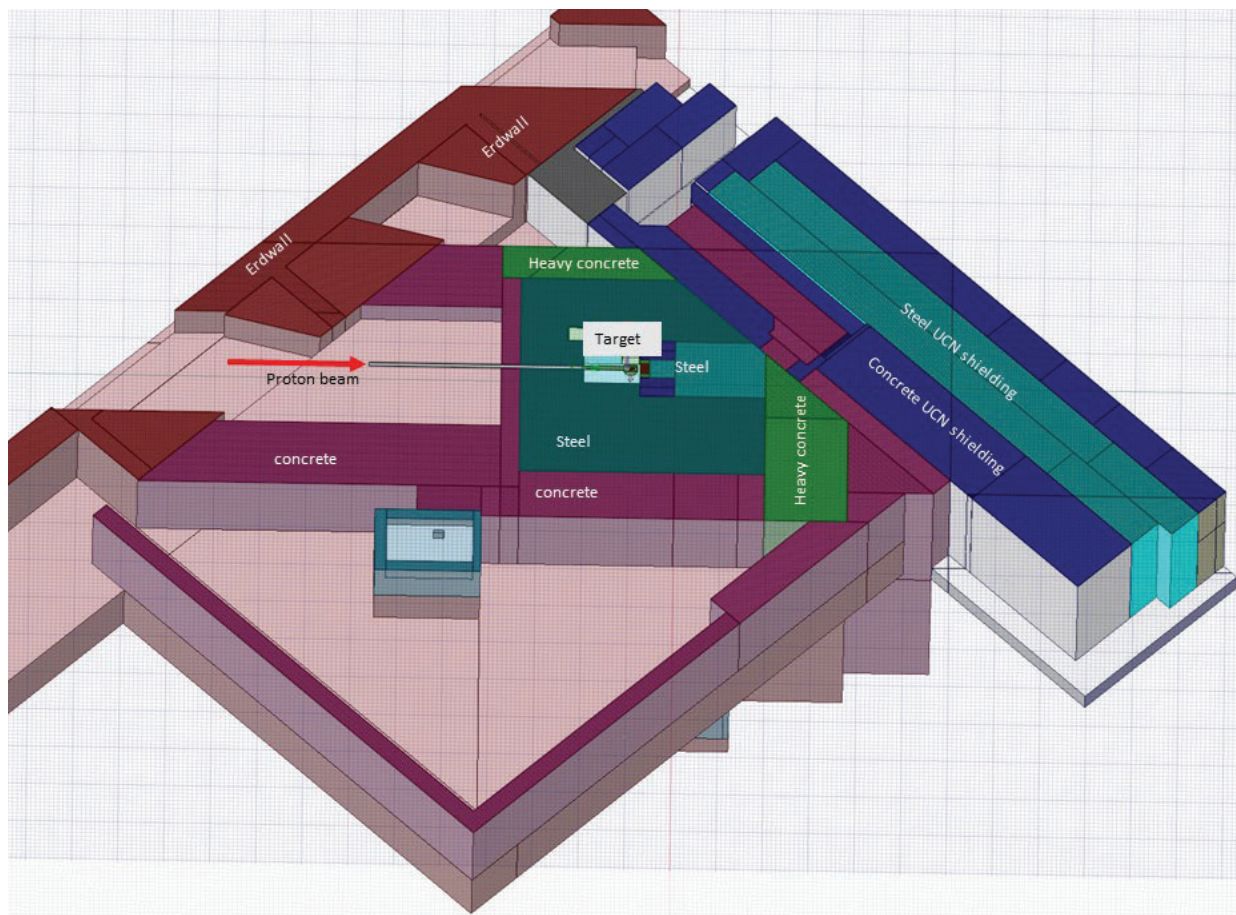 Erdwall
Erdwall
Heavy concrete
Target
Steel
Proton beam
Steel UCN shielding
Concrete UCN shielding
Steel
concrete
concrete
Heavy concrete